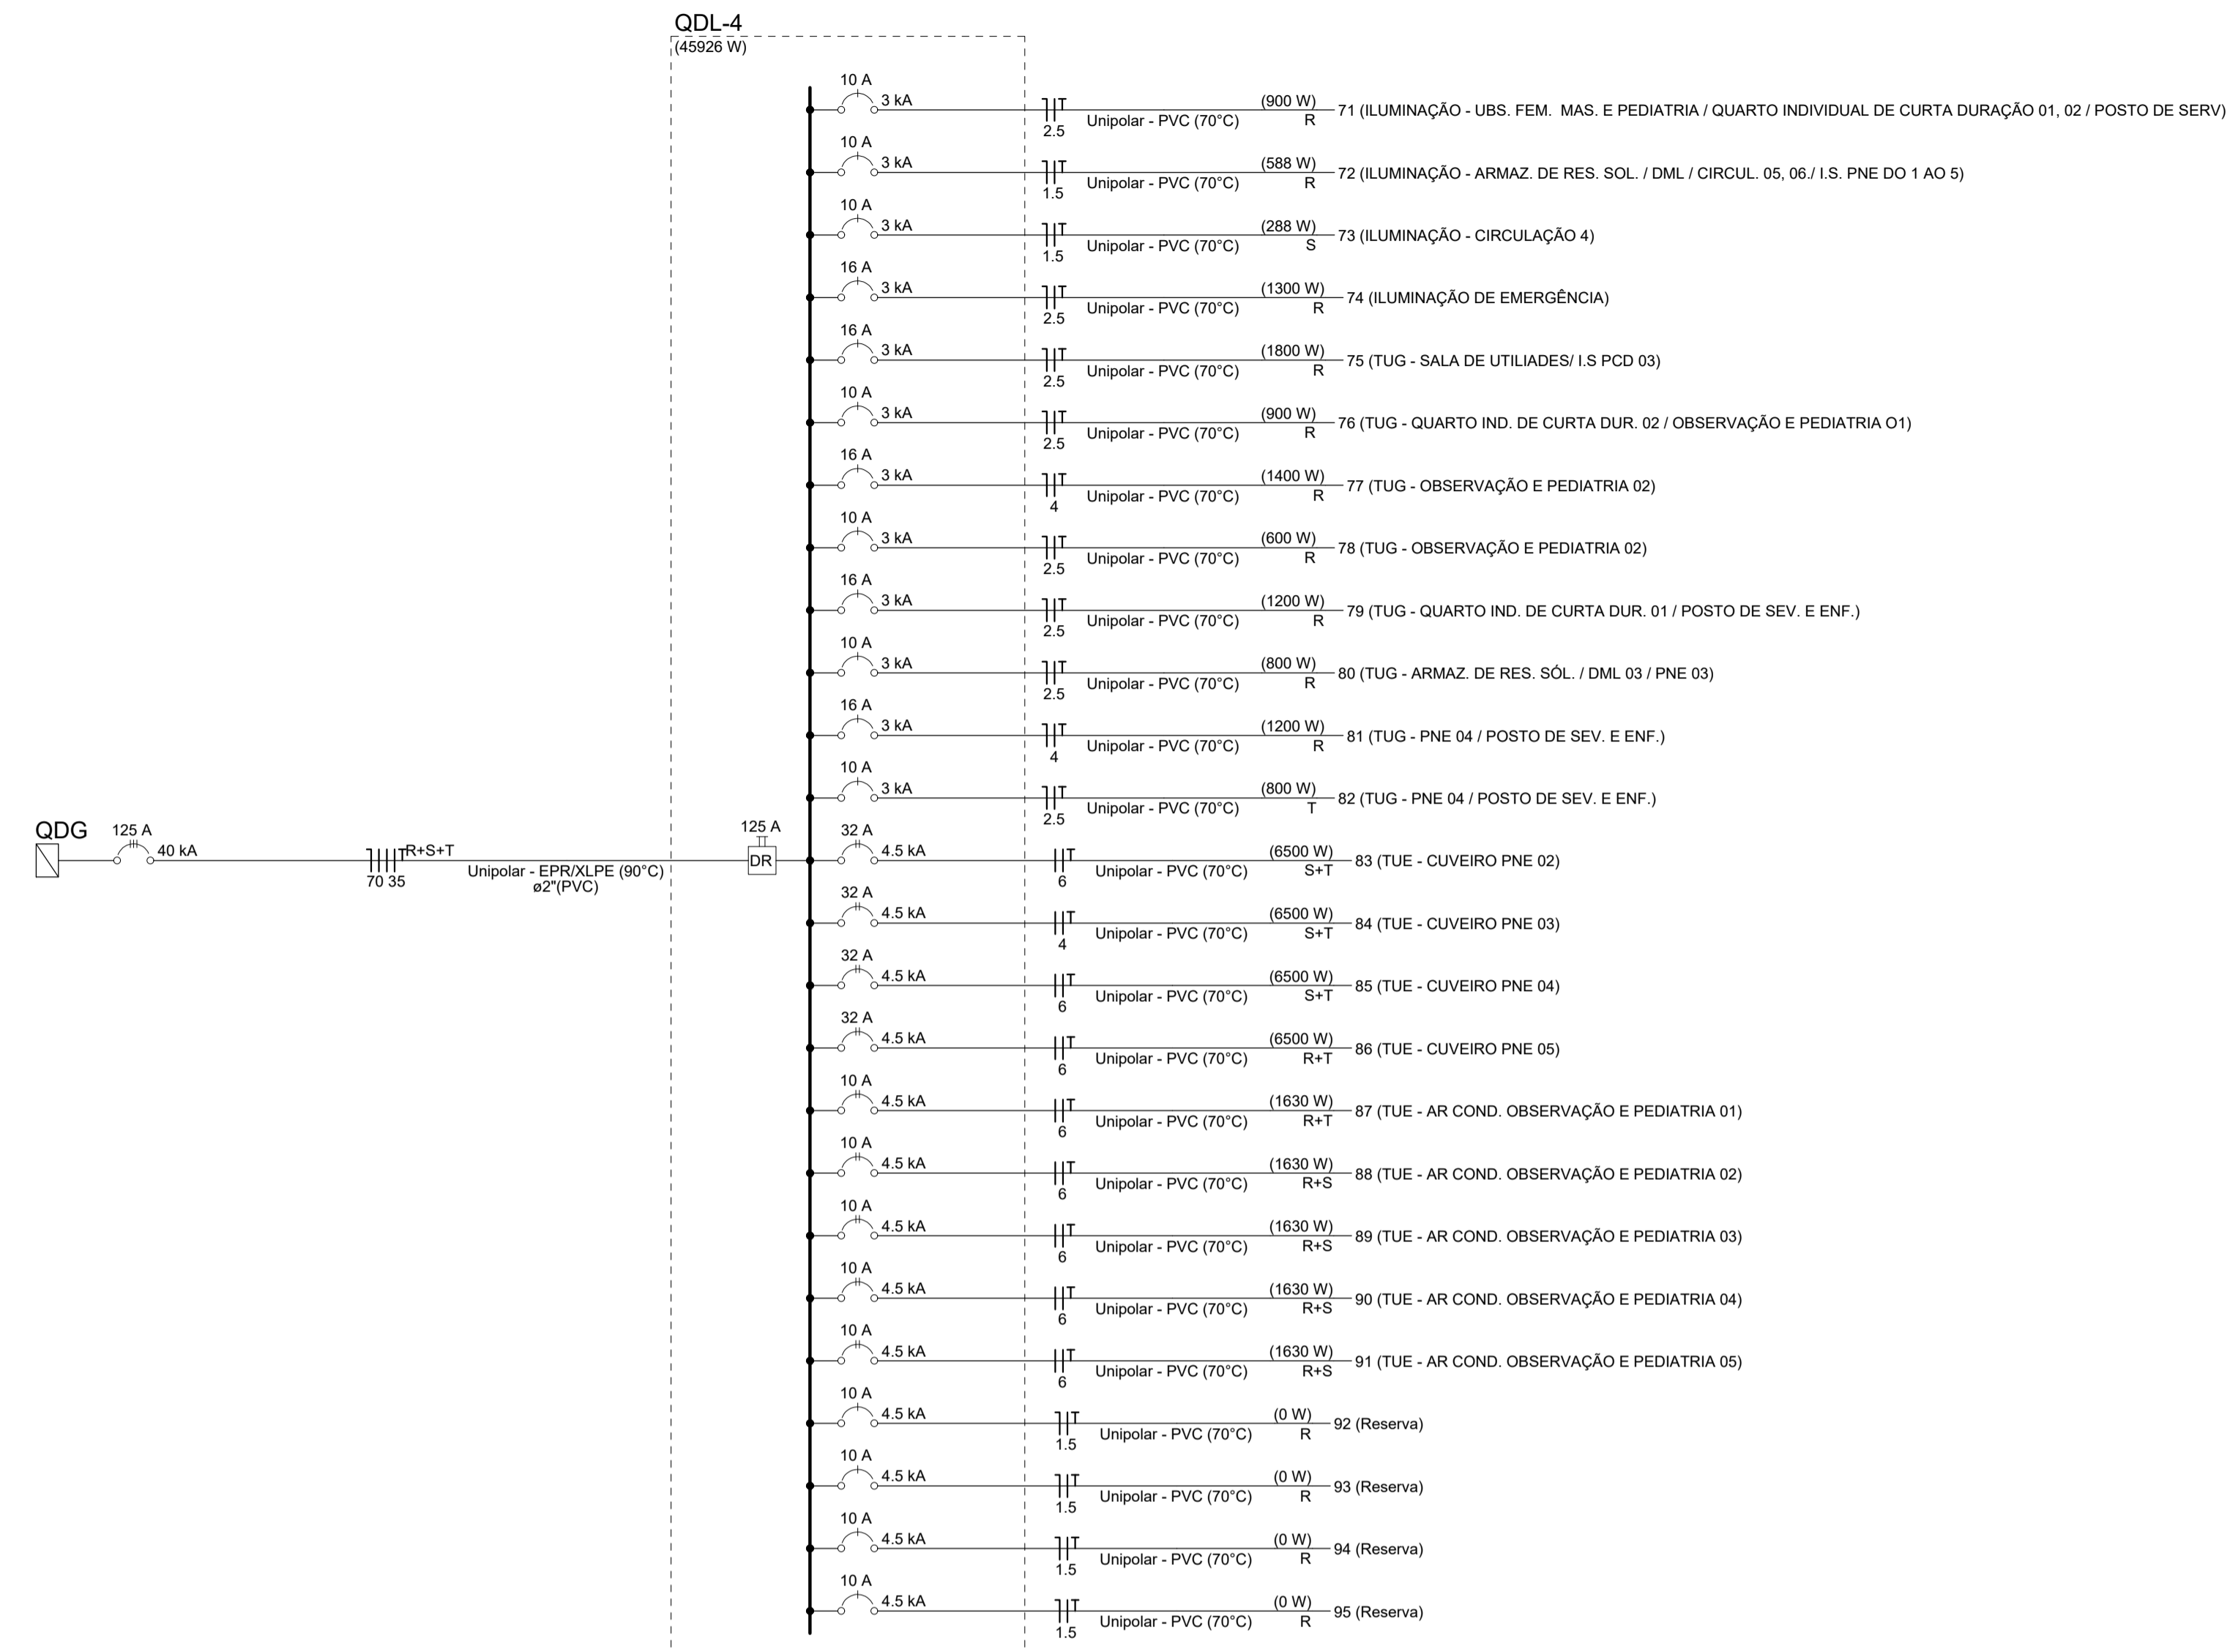 QDL-4
(45926 W)
10 A
3 kA
T
2.5
Unipolar - PVC (70°C)
(900 W)
R
71 (ILUMINAÇÃO - UBS. FEM.  MAS. E PEDIATRIA / QUARTO INDIVIDUAL DE CURTA DURAÇÃO 01, 02 / POSTO DE SERV)
10 A
3 kA
T
1.5
Unipolar - PVC (70°C)
(588 W)
R
72 (ILUMINAÇÃO - ARMAZ. DE RES. SOL. / DML / CIRCUL. 05, 06./ I.S. PNE DO 1 AO 5)
10 A
3 kA
T
1.5
Unipolar - PVC (70°C)
(288 W)
S
73 (ILUMINAÇÃO - CIRCULAÇÃO 4)
16 A
3 kA
T
2.5
Unipolar - PVC (70°C)
(1300 W)
R
74 (ILUMINAÇÃO DE EMERGÊNCIA)
16 A
3 kA
T
2.5
Unipolar - PVC (70°C)
(1800 W)
R
75 (TUG - SALA DE UTILIADES/ I.S PCD 03)
10 A
3 kA
T
2.5
Unipolar - PVC (70°C)
(900 W)
R
76 (TUG - QUARTO IND. DE CURTA DUR. 02 / OBSERVAÇÃO E PEDIATRIA O1)
16 A
3 kA
T
4
Unipolar - PVC (70°C)
(1400 W)
R
77 (TUG - OBSERVAÇÃO E PEDIATRIA 02)
10 A
3 kA
T
2.5
Unipolar - PVC (70°C)
(600 W)
R
78 (TUG - OBSERVAÇÃO E PEDIATRIA 02)
16 A
3 kA
T
2.5
Unipolar - PVC (70°C)
(1200 W)
R
79 (TUG - QUARTO IND. DE CURTA DUR. 01 / POSTO DE SEV. E ENF.)
10 A
3 kA
T
2.5
Unipolar - PVC (70°C)
(800 W)
R
80 (TUG - ARMAZ. DE RES. SÓL. / DML 03 / PNE 03)
16 A
3 kA
T
4
Unipolar - PVC (70°C)
(1200 W)
R
81 (TUG - PNE 04 / POSTO DE SEV. E ENF.)
10 A
3 kA
T
2.5
Unipolar - PVC (70°C)
(800 W)
T
82 (TUG - PNE 04 / POSTO DE SEV. E ENF.)
QDG
125 A
40 kA
T
R+S+T
70 35
Unipolar - EPR/XLPE (90°C)
ø2"(PVC)
125 A
DR
32 A
4.5 kA
T
6
Unipolar - PVC (70°C)
(6500 W)
S+T
83 (TUE - CUVEIRO PNE 02)
32 A
4.5 kA
T
4
Unipolar - PVC (70°C)
(6500 W)
S+T
84 (TUE - CUVEIRO PNE 03)
32 A
4.5 kA
T
6
Unipolar - PVC (70°C)
(6500 W)
S+T
85 (TUE - CUVEIRO PNE 04)
32 A
4.5 kA
T
6
Unipolar - PVC (70°C)
(6500 W)
R+T
86 (TUE - CUVEIRO PNE 05)
10 A
4.5 kA
T
6
Unipolar - PVC (70°C)
(1630 W)
R+T
87 (TUE - AR COND. OBSERVAÇÃO E PEDIATRIA 01)
10 A
4.5 kA
T
6
Unipolar - PVC (70°C)
(1630 W)
R+S
88 (TUE - AR COND. OBSERVAÇÃO E PEDIATRIA 02)
10 A
4.5 kA
T
6
Unipolar - PVC (70°C)
(1630 W)
R+S
89 (TUE - AR COND. OBSERVAÇÃO E PEDIATRIA 03)
10 A
4.5 kA
T
6
Unipolar - PVC (70°C)
(1630 W)
R+S
90 (TUE - AR COND. OBSERVAÇÃO E PEDIATRIA 04)
10 A
4.5 kA
T
6
Unipolar - PVC (70°C)
(1630 W)
R+S
91 (TUE - AR COND. OBSERVAÇÃO E PEDIATRIA 05)
10 A
4.5 kA
T
1.5
Unipolar - PVC (70°C)
(0 W)
R
92 (Reserva)
10 A
4.5 kA
T
1.5
Unipolar - PVC (70°C)
(0 W)
R
93 (Reserva)
10 A
4.5 kA
T
1.5
Unipolar - PVC (70°C)
(0 W)
R
94 (Reserva)
10 A
4.5 kA
T
1.5
Unipolar - PVC (70°C)
(0 W)
R
95 (Reserva)